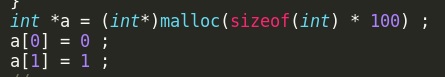 }
int *a = (int*)malloc(sizeof(int) * 100) ;
a[0] = 0 ;
a[1] = 1 ;